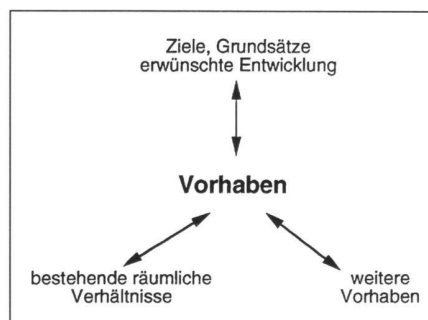 Ziele, Grundsätze
erwünschte Entwicklung
Vorhaben
bestehende räumliche
Verhältnisse
weitere
Vorhaben